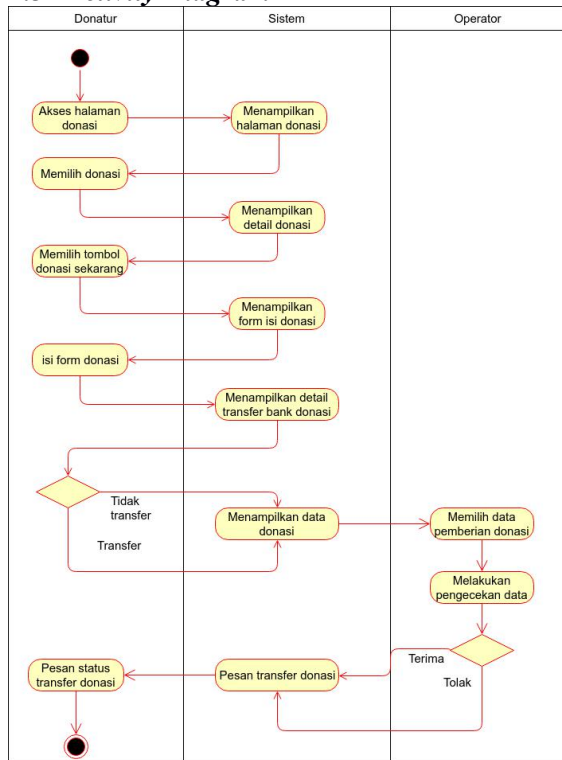 Donatur
Sistem
Operator
Akses halaman
donasi
Menampilkan
halaman donasi
Memilih donasi
Menampilkan
detail donasi
Memilih tombol
donasi sekarang
Menampilkan
form isi donasi
isi form donasi
Menampilkan detail
transfer bank donasi
Tidak
transfer
Transfer
Menampilkan data
donasi
Memilih data
pemberian donasi
Melakukan
pengecekan data
Terima
Tolak
Pesan transfer donasi
Pesan status
transfer donasi